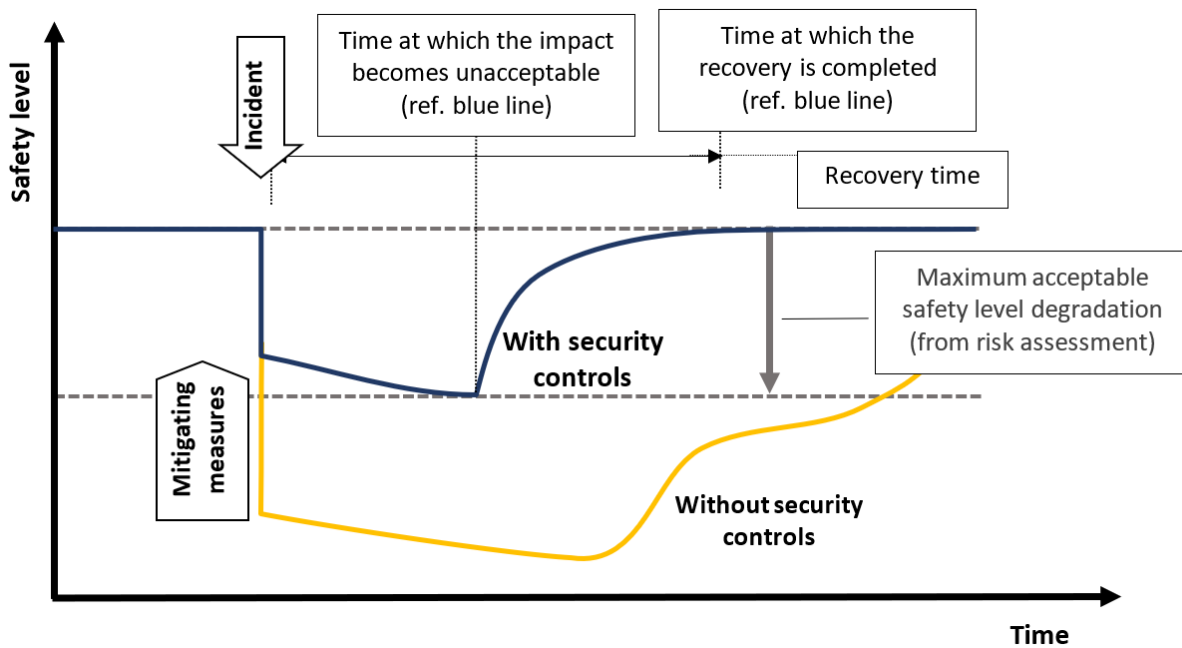 Safety level
Incident
Time at which the impact
becomes unacceptable
(ref. blue line)
Time at which the
recovery is completed
(ref. blue line)
Recovery time
Maximum acceptable
safety level degradation
(from risk assessment)
With security
controls
Mitigating
measures
Without security
controls
Time